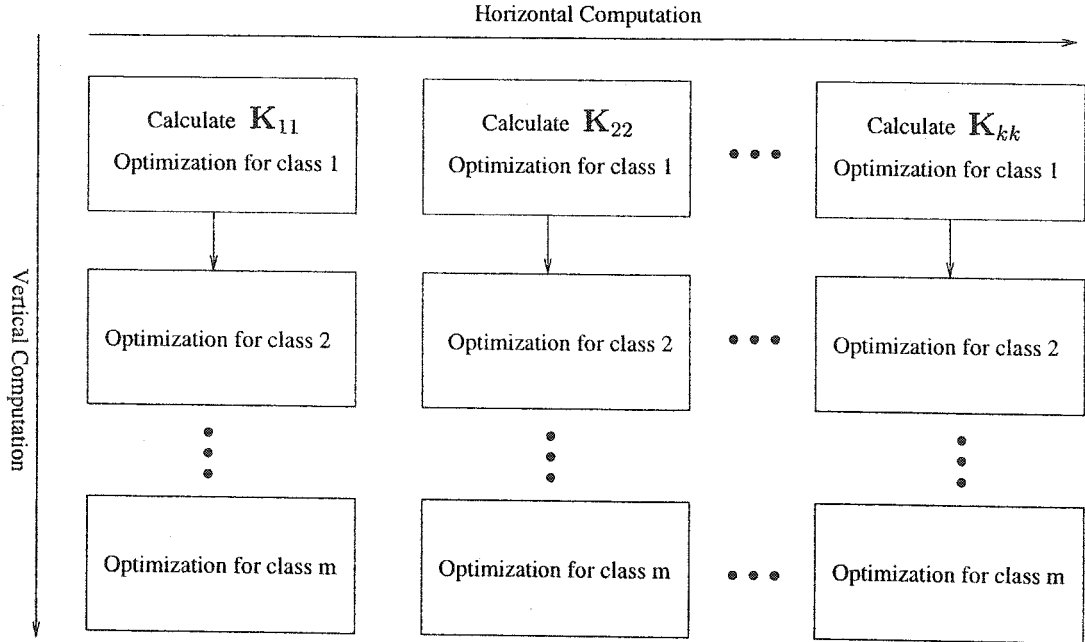 Horizontal Computation
Vertical Computation
Calculate K11
Optimization for class 1
Calculate K22
Optimization for class 1
Calculate Kkk
Optimization for class 1
Optimization for class 2
Optimization for class 2
Optimization for class 2
Optimization for class m
Optimization for class m
Optimization for class m